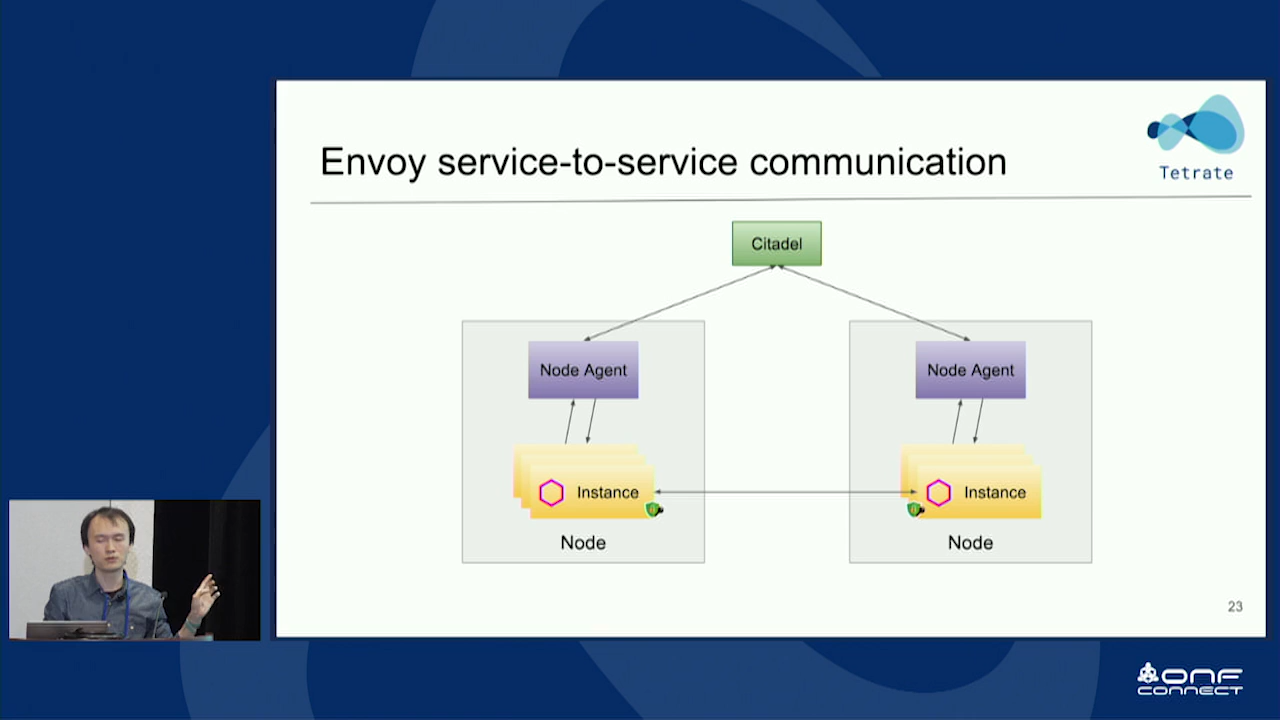 Envoy service-to-service communication
Tetrate
Citadel
Node Agent
Node Agent
Instance
Instance
Node
Node
23
ONF
CONNECT